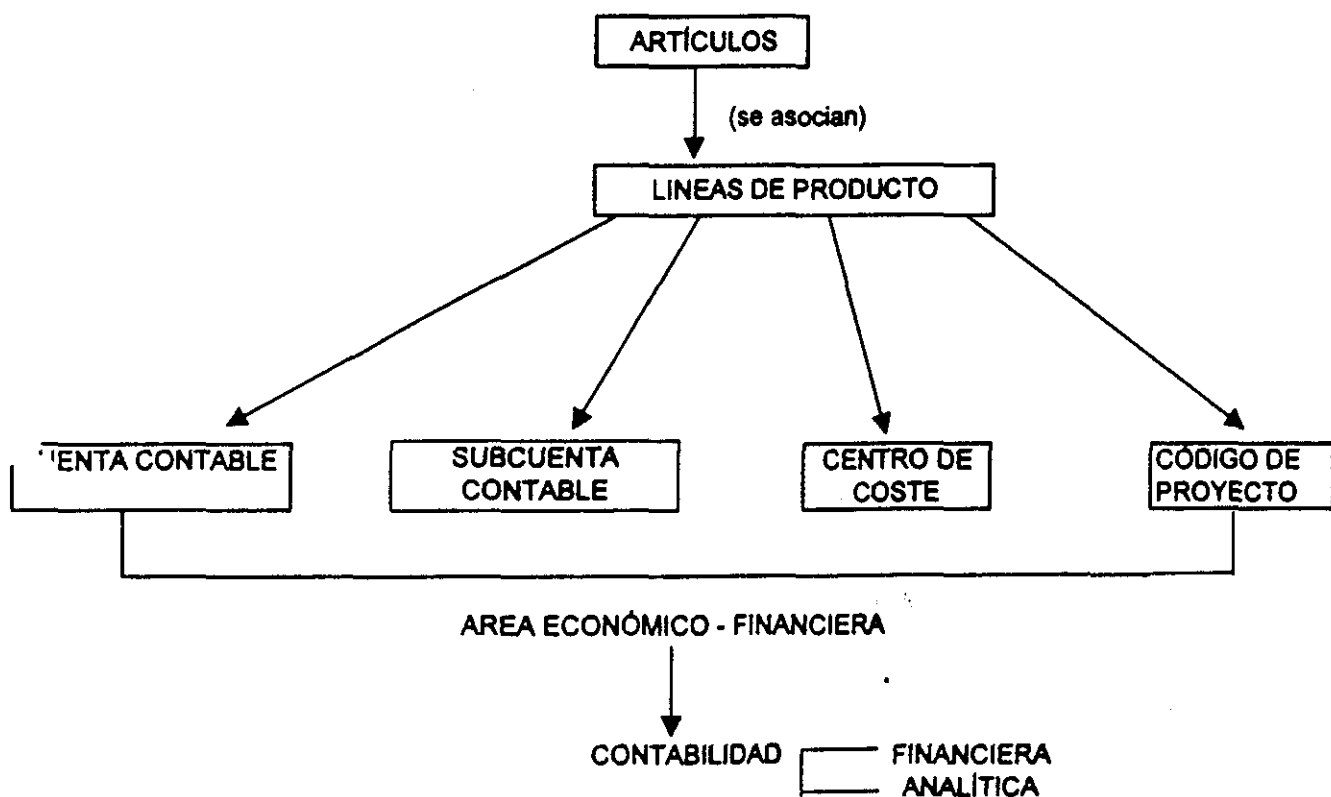 ARTÍCULOS
(se asocian)
LINEAS DE PRODUCTO
CONTABLE
SUBCUENTA
CONTABLE
CENTRO DE
COSTE
CÓDIGO DE
PROYECTO
AREA ECONÓMICO - FINANCIERA
CONTABILIDAD
FINANCIERA
ANALÍTICA